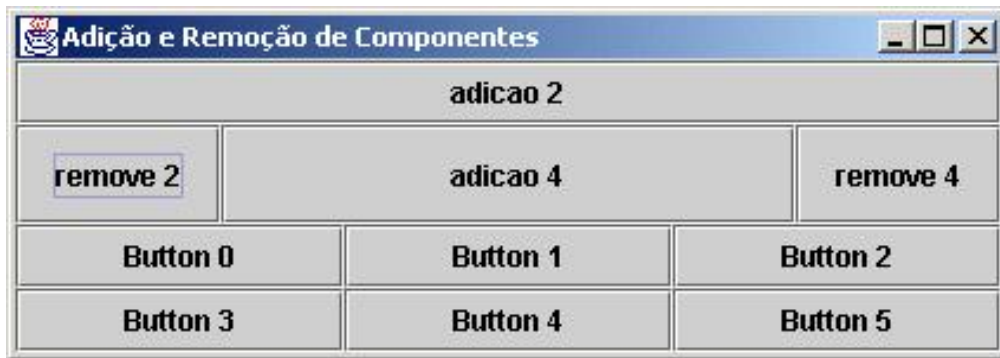 Adição e Remoção de Componentes
adicao 2
remove 2 adicao 4 remove 4
Button 0 Button 1 Button 2
Button 3 Button 4 Button 5